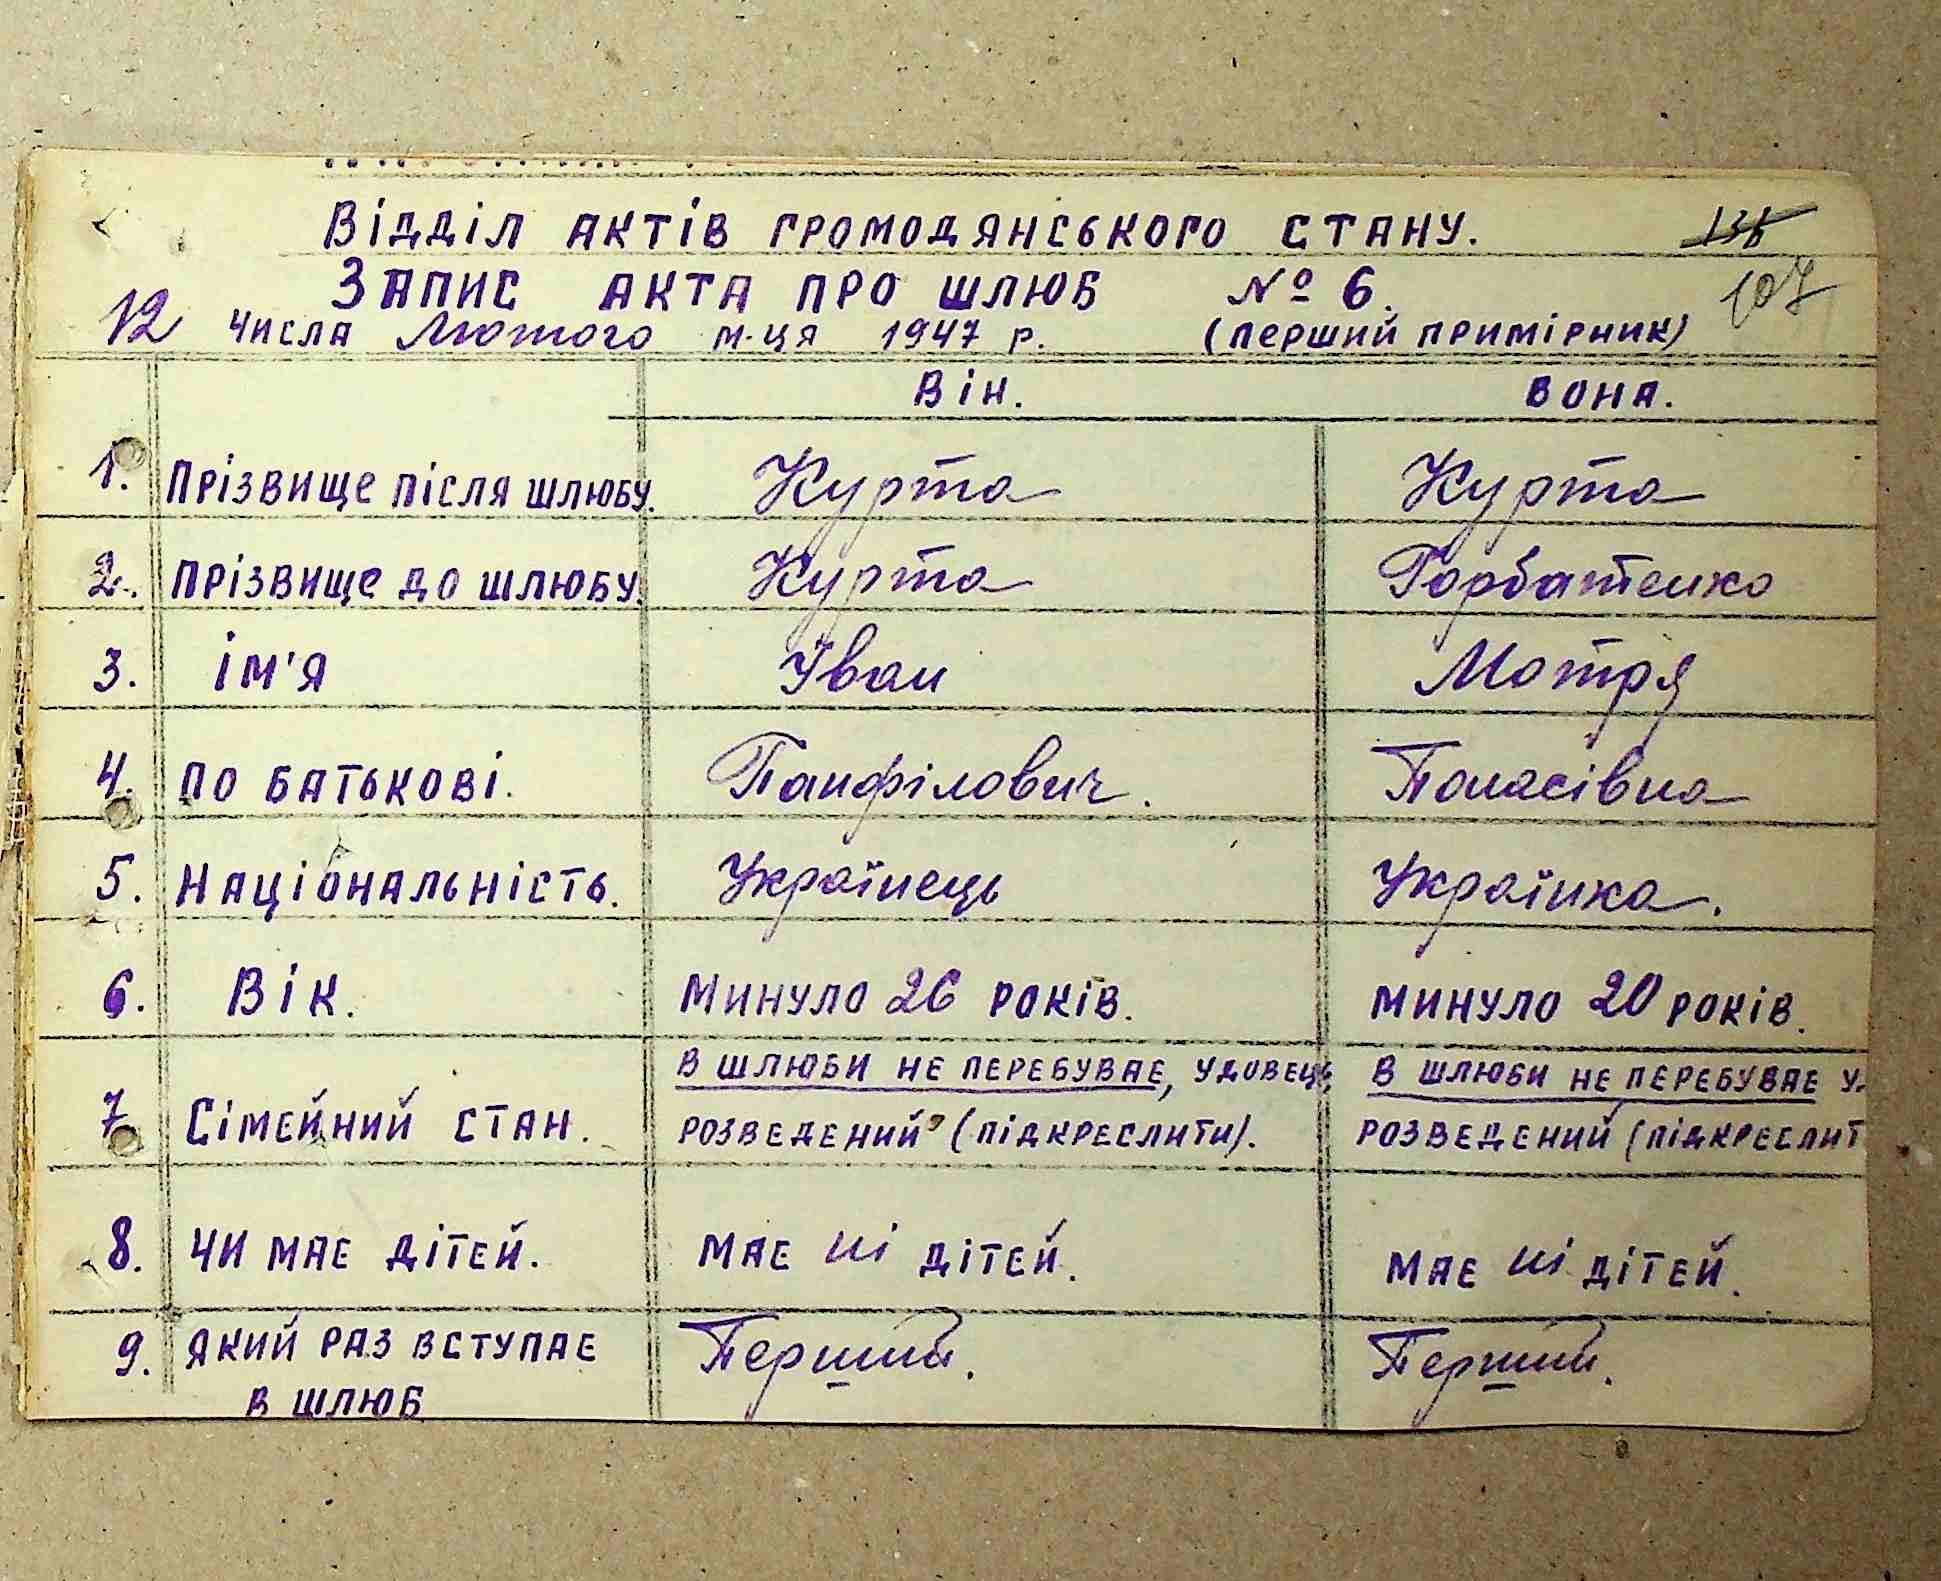 Відділ актів громодянського стану.
136
Запис акта про шлюб № 6.
107
12 числа Лютого м-ця 1947 р. (перший примірник)
Він. Вона.
1. Прізвище після шлюбу. Курта Курта
2. Прізвище до шлюбу. Курта Горбатенко
3. Ім'я Іван Мотря
4. По батькові. Панфілович. Панасівна
5. Національність. Українець Українка.
6. Вік. Минуло 26 років. Минуло 20 років.
7. Сімейний стан. В шлюби не перебуває, удовець, В шлюби не перебуває у
розведений (підкреслити). розведений (підкреслит
8. Чи має дітей. Має ні дітей. Має ні дітей.
9. Який раз вступає Перший. Перший.
в шлюб